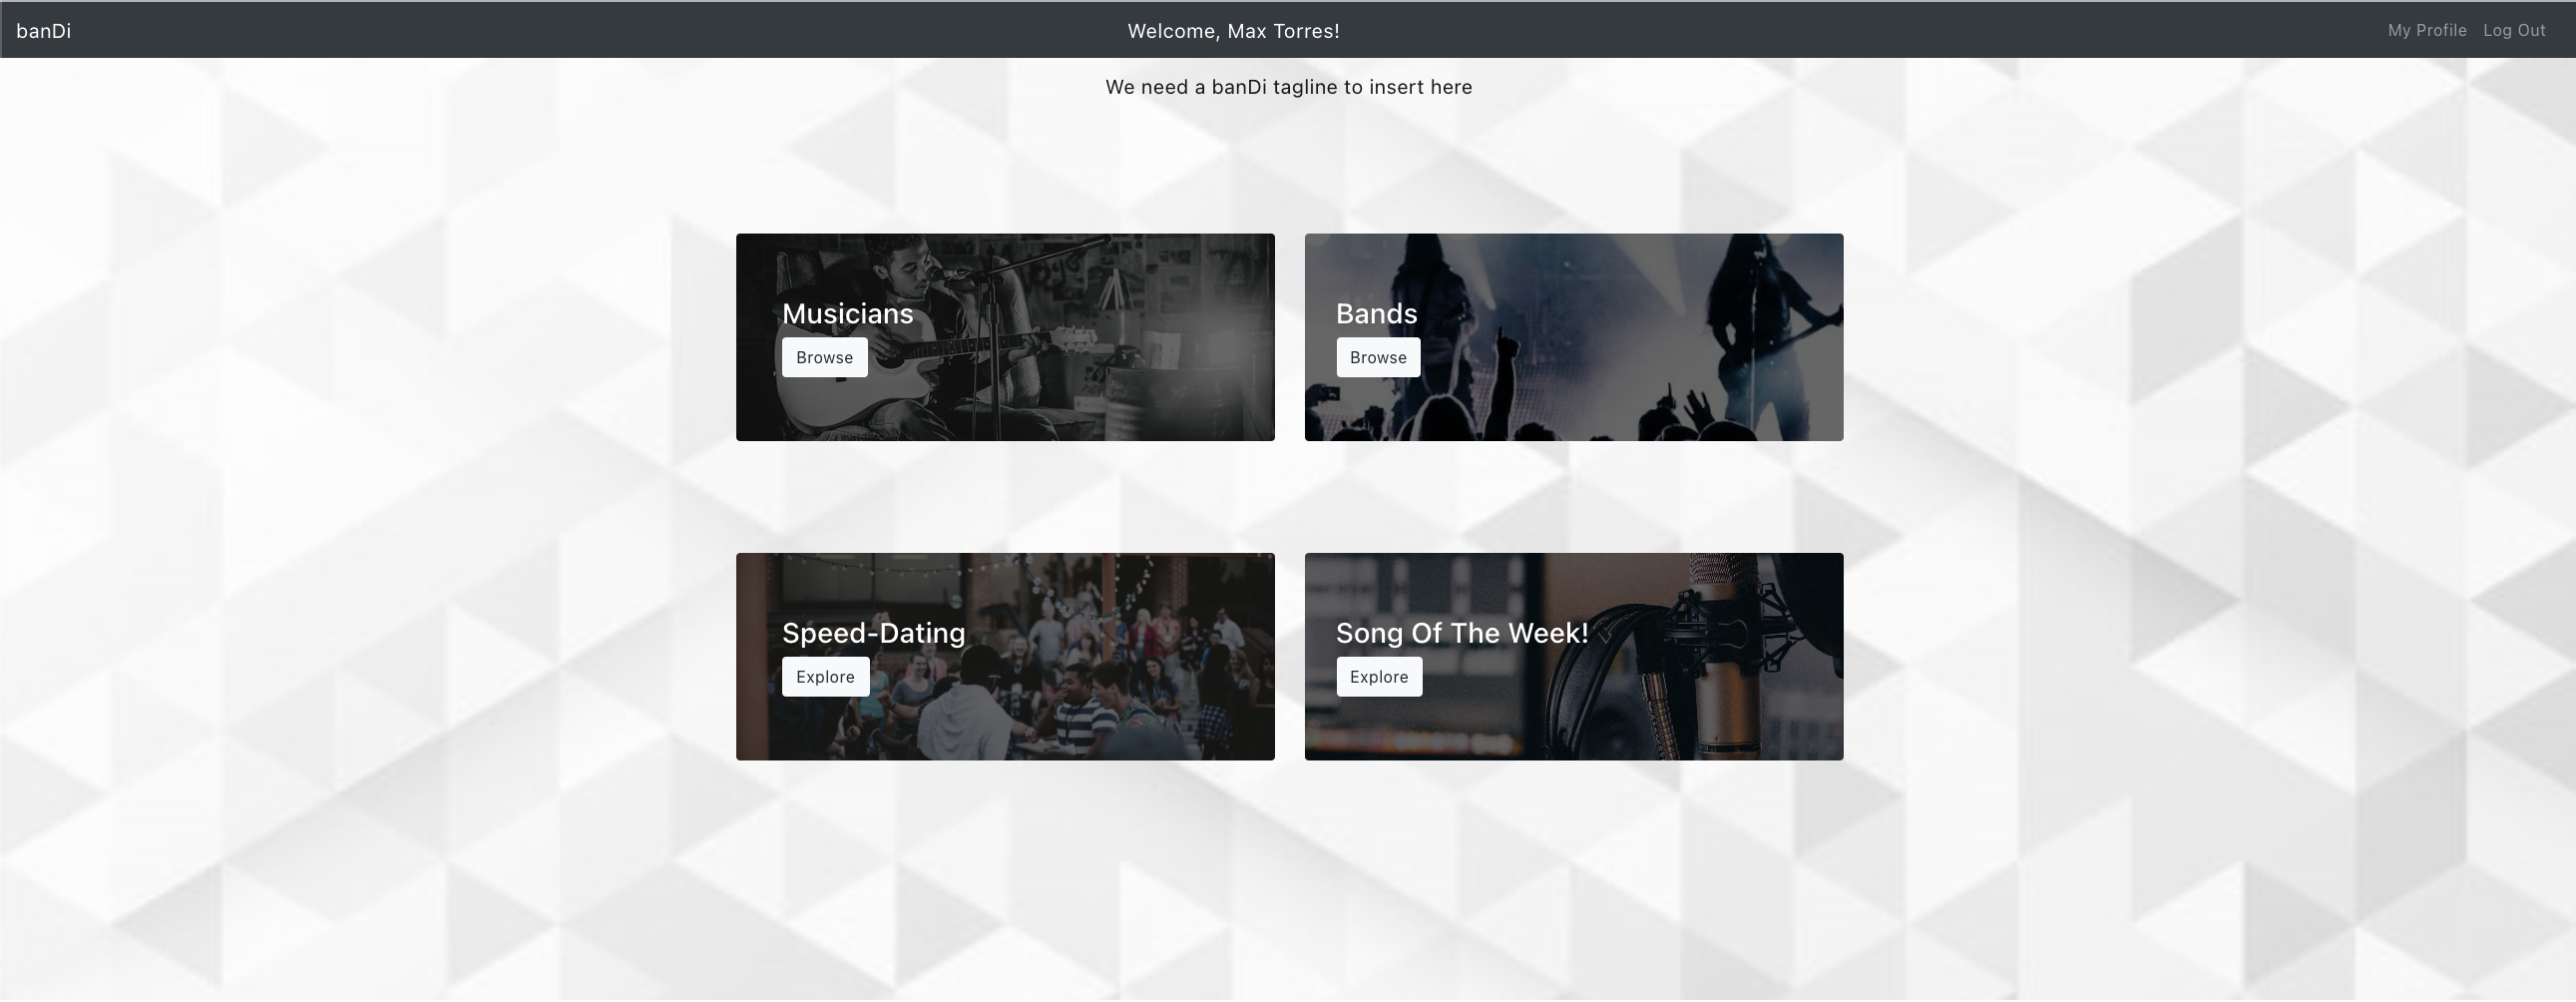 banDi
Welcome, Max Torres!
My Profile
Log Out
We need a banDi tagline to insert here
Musicians
Browse
Bands
Browse
Speed-Dating
Explore
Song Of The Week!
Explore